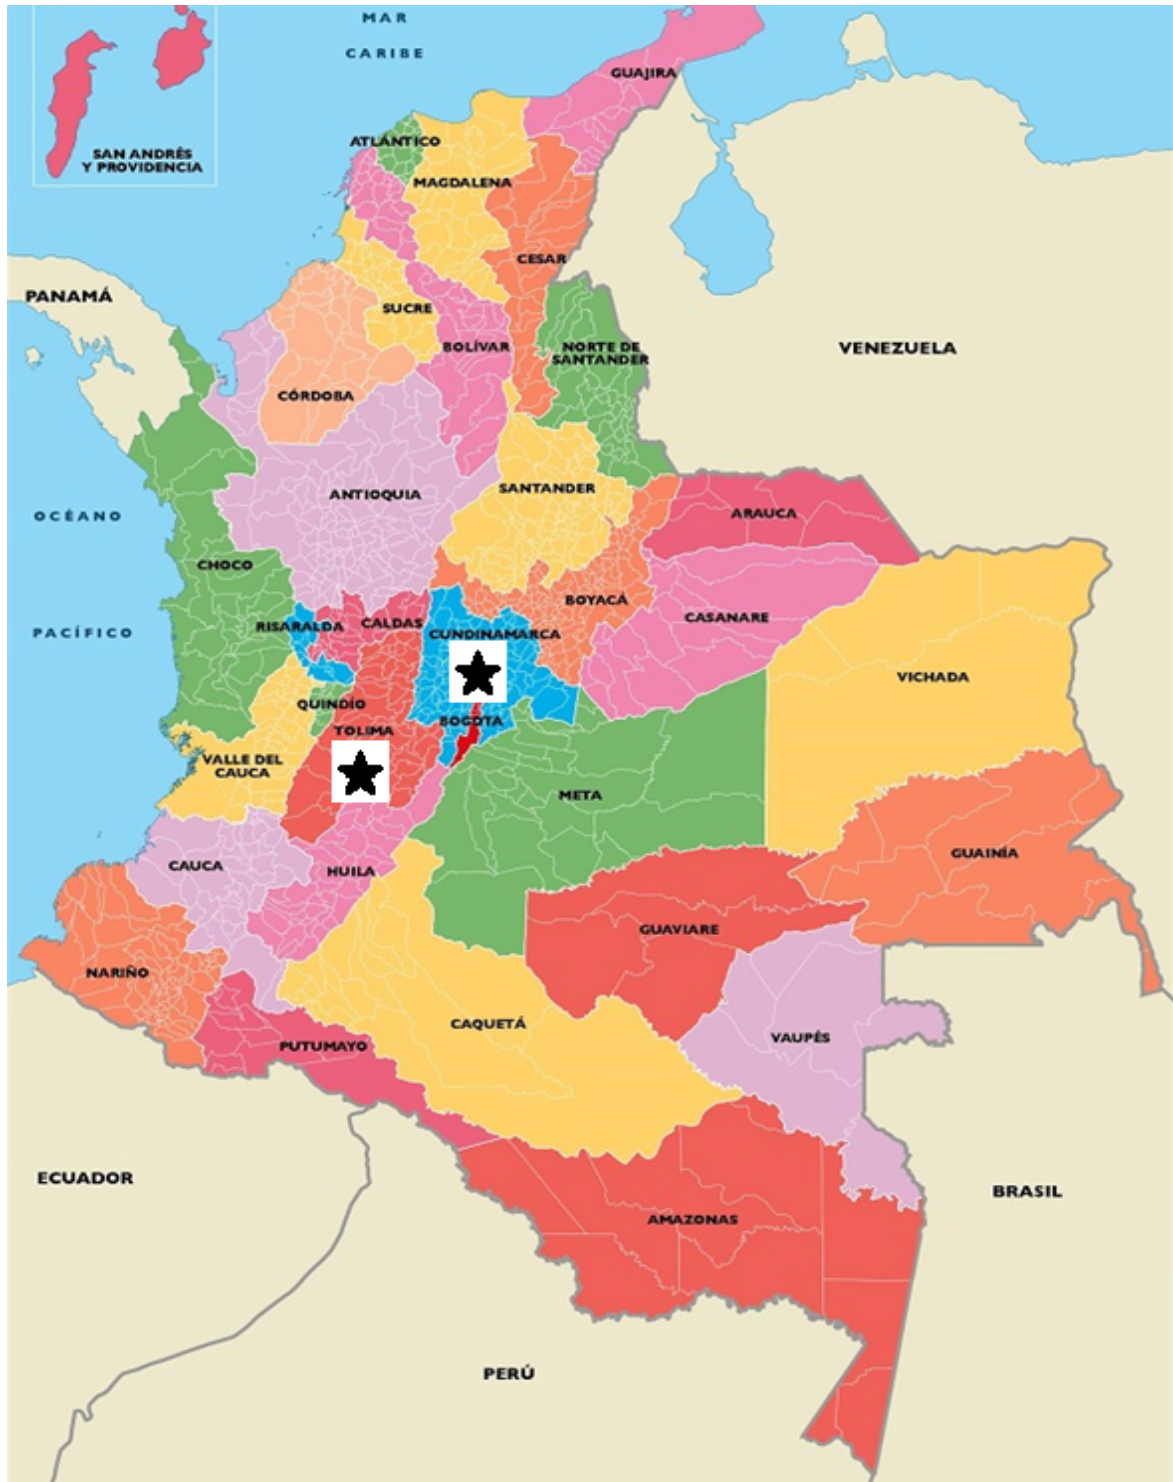 MAR
CARIBE
GUAJIRA
ATLÁNTICO
SAN ANDRÉS
Y PROVIDENCIA
MAGDALENA
CESAR
PANAMÁ
SUCRE
BOLÍVAR
NORTE DE
SANTANDER
VENEZUELA
CÓRDOBA
SANTANDER
ANTIOQUIA
ARAUCA
OCÉANO
CHOCO
BOYACÁ
CASANARE
RISARALDA
CALDAS
CUNDINAMARCA
PACÍFICO
VICHADA
QUINDÍO
BOGOTA
TOLIMA
VALLE DEL
CAUCA
META
GUAINÍA
CAUCA
HUILA
GUAVIARE
NARIÑO
CAQUETÁ
VAUPÉS
PUTUMAYO
ECUADOR
BRASIL
AMAZONAS
PERÚ